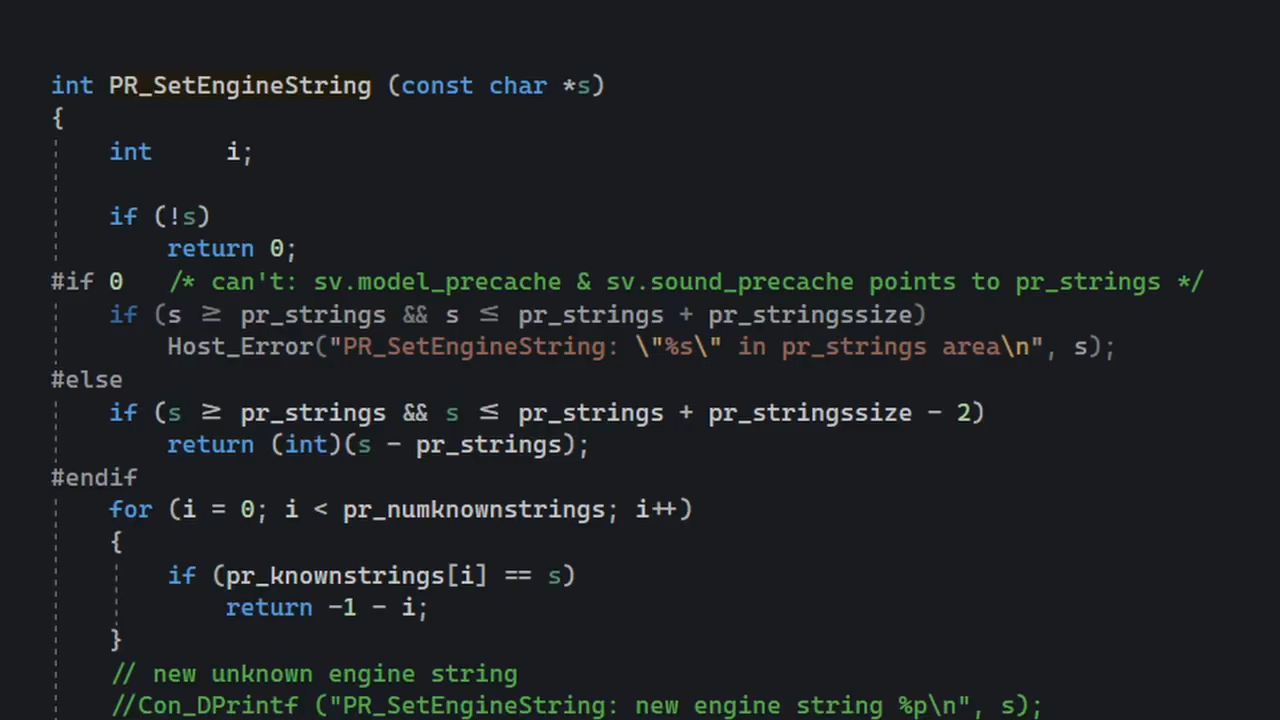 int PR_SetEngineString (const char *s)
{
    int     i;
    if (!s)
        return 0;
#if 0   /* can't: sv.model_precache & sv.sound_precache points to pr_strings */
    if (s ≥ pr_strings && s ≤ pr_strings + pr_stringssize)
        Host_Error("PR_SetEngineString: \"%s\" in pr_strings area\n", s);
#else
    if (s ≥ pr_strings && s ≤ pr_strings + pr_stringssize - 2)
        return (int)(s - pr_strings);
#endif
    for (i = 0; i < pr_numknownstrings; i++)
    {
        if (pr_knownstrings[i] == s)
            return -1 - i;
    }
    // new unknown engine string
    //Con_DPrintf ("PR_SetEngineString: new engine string %p\n", s);